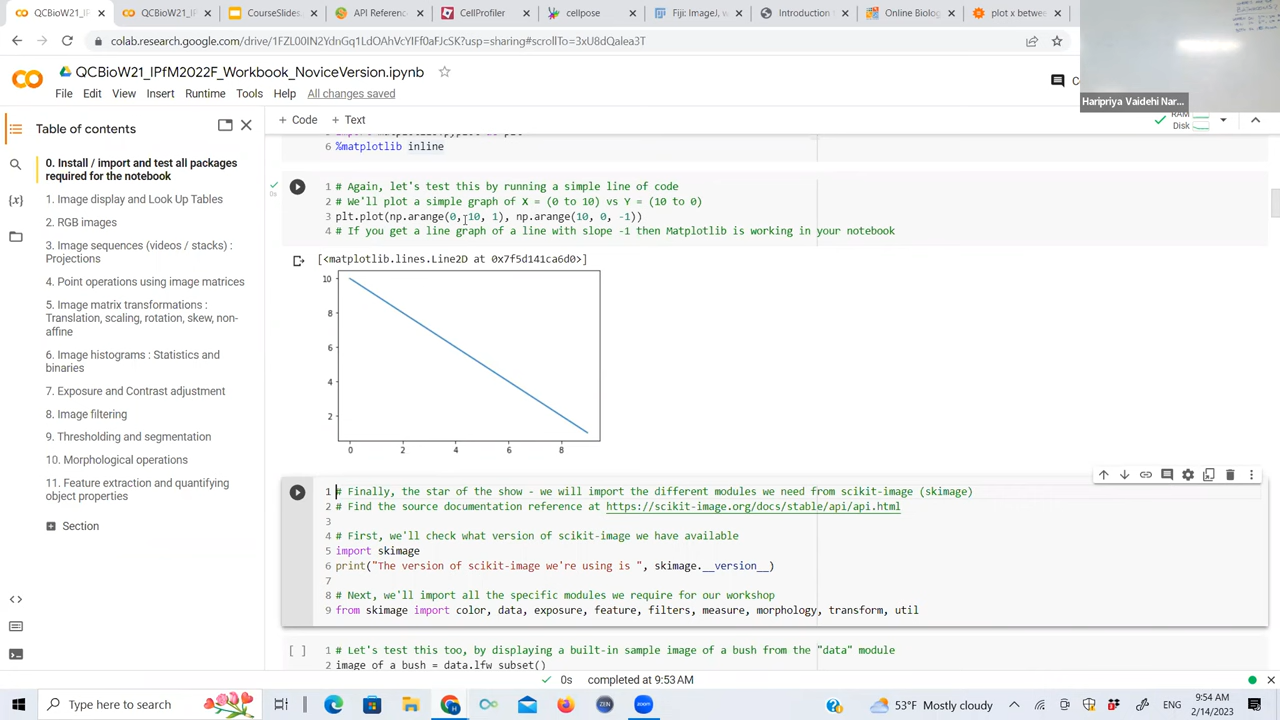 QCBioW21_IP
QCBioW21_IP
CourseSlides.
API Referenc
CellProfiler
cellpose
Fiji: ImageJ, w
Introduction
Online Biolog
plot x betwee
colab.research.google.com/drive/1FZL00IN2YdnGq1LdOAhVcYIFf0aFJcSK?usp=sharing#scrollTo=3xU8dQalea3T
QCBioW21_IPfM2022F_Workbook_NoviceVersion.ipynb
File Edit View Insert Runtime Tools Help All changes saved
Haripriya Vaidehi Nar...
Table of contents
+ Code + Text
RAM
Disk
0. Install / import and test all packages
required for the notebook
1. Image display and Look Up Tables
2. RGB images
3. Image sequences (videos / stacks) :
Projections
4. Point operations using image matrices
5. Image matrix transformations :
Translation, scaling, rotation, skew, non-
affine
6. Image histograms : Statistics and
binaries
7. Exposure and Contrast adjustment
8. Image filtering
9. Thresholding and segmentation
10. Morphological operations
11. Feature extraction and quantifying
object properties
Section
import matplotlib.pyplot as plt
6 %matplotlib inline
0s
1 # Again, let's test this by running a simple line of code
2 # We'll plot a simple graph of X = (0 to 10) vs Y = (10 to 0)
3 plt.plot(np.arange(0, 10, 1), np.arange(10, 0, -1))
4 # If you get a line graph of a line with slope -1 then Matplotlib is working in your notebook
[<matplotlib.lines.Line2D at 0x7f5d141ca6d0>]
10
8
6
4
2
0 2 4 6 8
1 # Finally, the star of the show - we will import the different modules we need from scikit-image (skimage)
2 # Find the source documentation reference at https://scikit-image.org/docs/stable/api/api.html
3
4 # First, we'll check what version of scikit-image we have available
5 import skimage
6 print("The version of scikit-image we're using is ", skimage.__version__)
7
8 # Next, we'll import all the specific modules we require for our workshop
9 from skimage import color, data, exposure, feature, filters, measure, morphology, transform, util
[ ] 1 # Let's test this too, by displaying a built-in sample image of a bush from the "data" module
2 image_of_a_bush = data.lfw_subset()
0s completed at 9:53 AM
Type here to search
ZEN
zoom
53°F Mostly cloudy
ENG
9:54 AM
2/14/2023